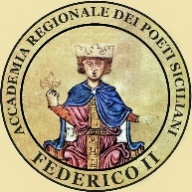 ACCADEMIA REGIONALE DEI POETI SICILIANI
FEDERICO II